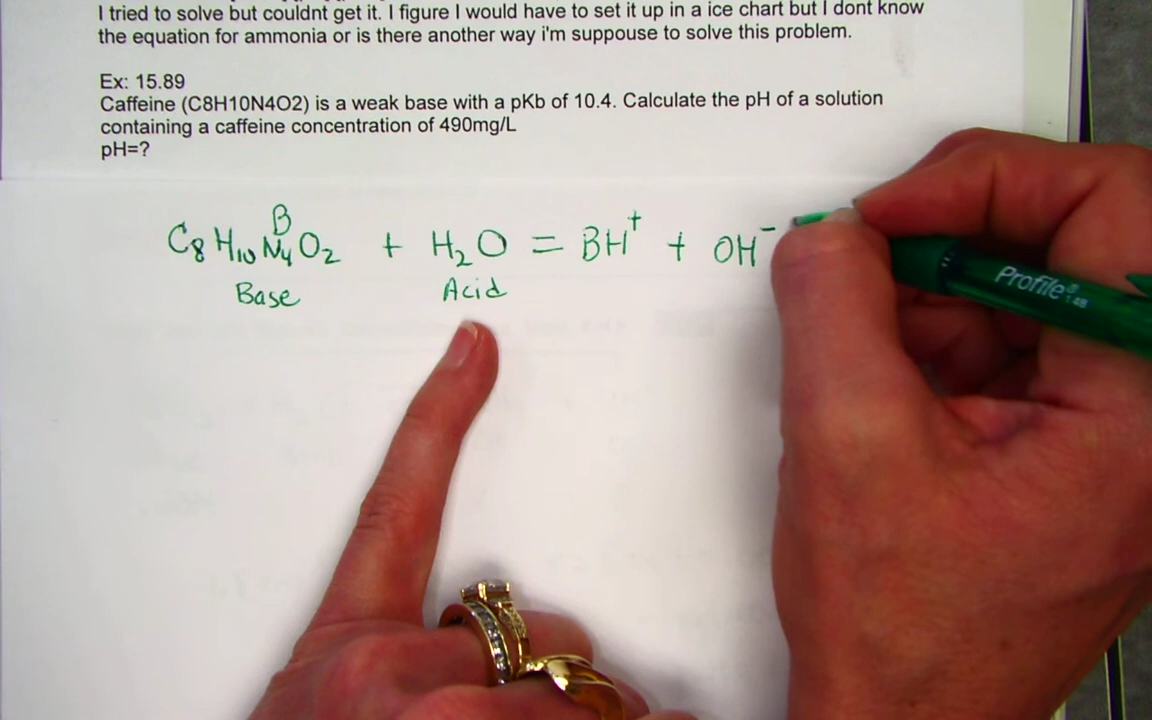 I tried to solve but couldnt get it. I figure I would have to set it up in a ice chart but I dont know
the equation for ammonia or is there another way i'm suppouse to solve this problem.
Ex: 15.89
Caffeine (C8H10N4O2) is a weak base with a pKb of 10.4. Calculate the pH of a solution
containing a caffeine concentration of 490mg/L
pH=?
B
C₈H₁₀N₄O₂ + H₂O = BH⁺ + OH⁻
Base Acid
Profile